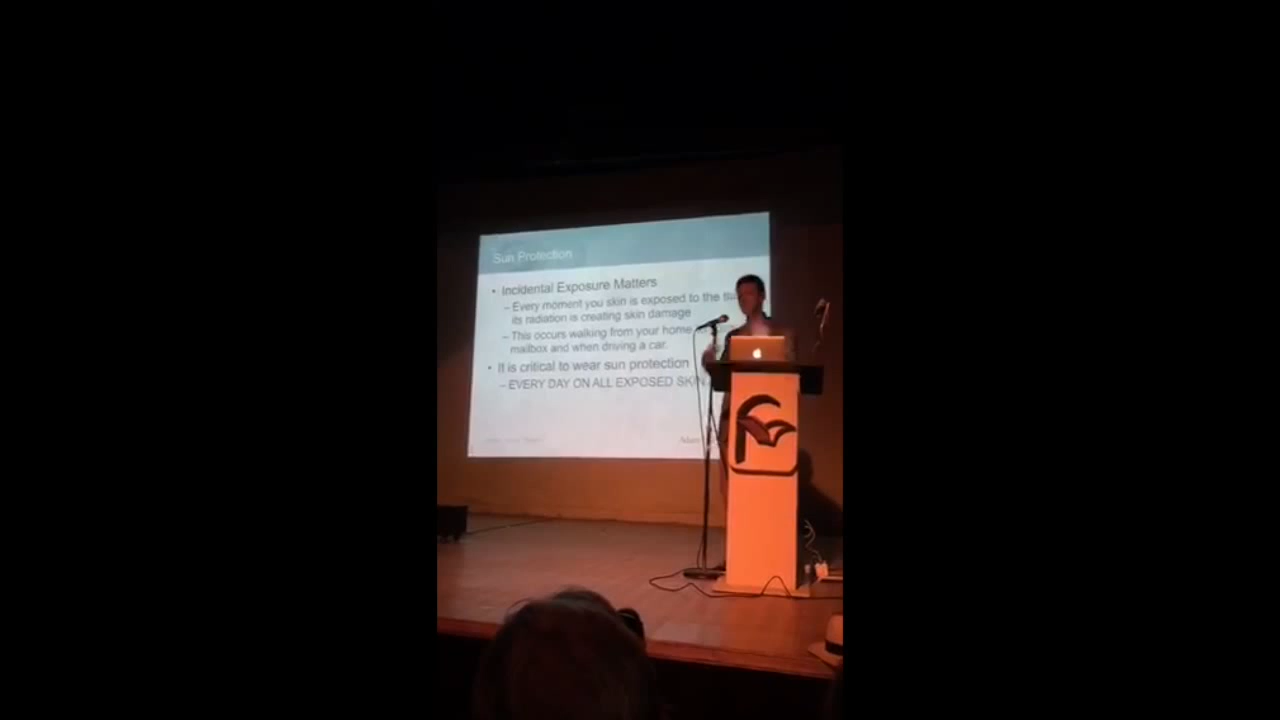 Sun Protection
• Incidental Exposure Matters
– Every moment you skin is exposed to the
its radiation is creating skin damage
– This occurs walking from your home
mailbox and when driving a car.
• It is critical to wear sun protection
– EVERY DAY ON ALL EXPOSED SKIN
Adam